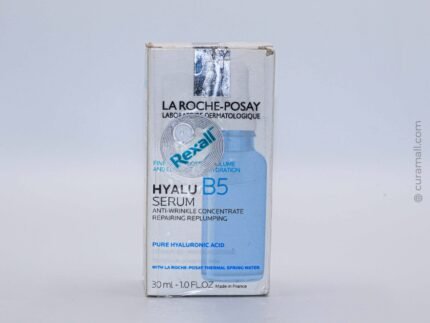 LA ROCHE-POSAY
LABORATOIRE DERMATOLOGIQUE
Rexall
HYALU B5
SERUM
ANTI-WRINKLE CONCENTRATE
REPAIRING REPLUMPING
PURE HYALURONIC ACID
WITH LA ROCHE-POSAY THERMAL SPRING WATER
30 ml - 1.0 FL.OZ Made in France
© curamall.com